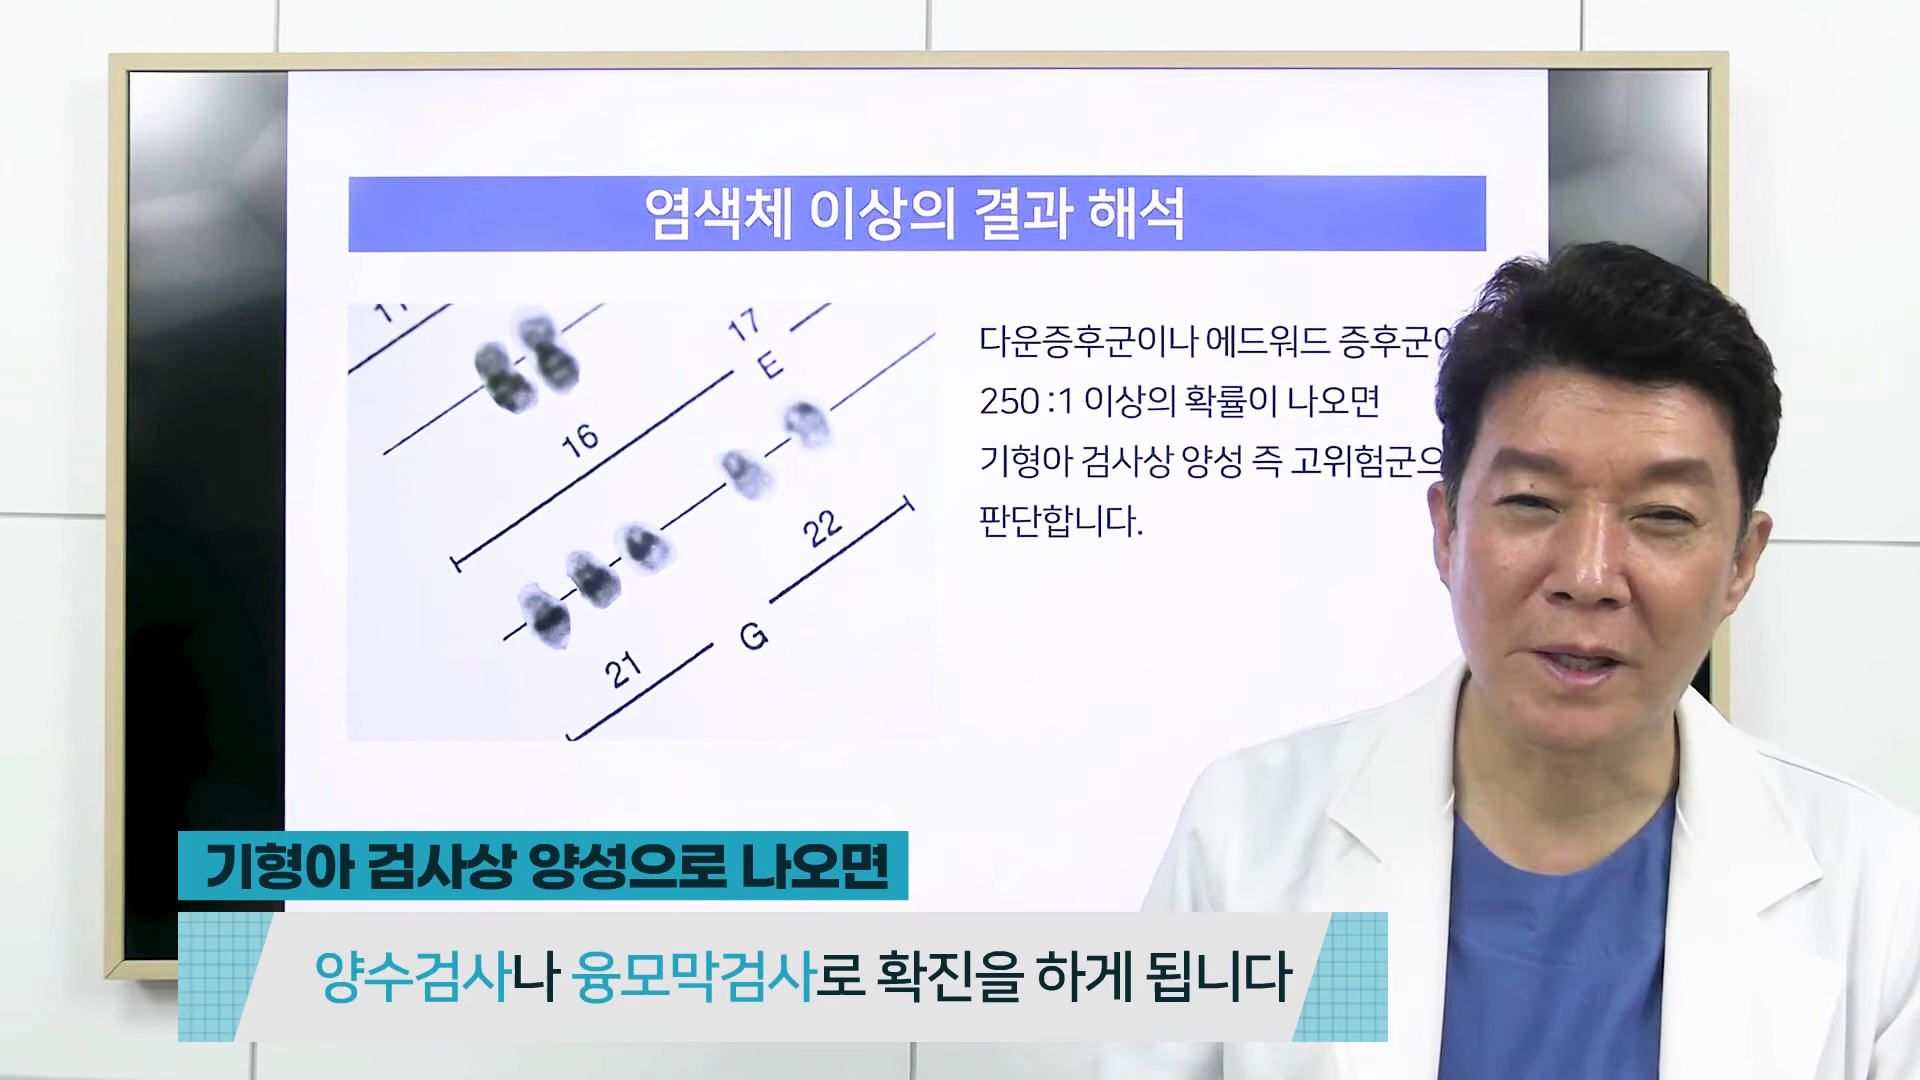 염색체 이상의 결과 해석
17
E
16
22
G
21
다운증후군이나 에드워드 증후군이
250 :1 이상의 확률이 나오면
기형아 검사상 양성 즉 고위험군으
판단합니다.
기형아 검사상 양성으로 나오면
양수검사나 융모막검사로 확진을 하게 됩니다